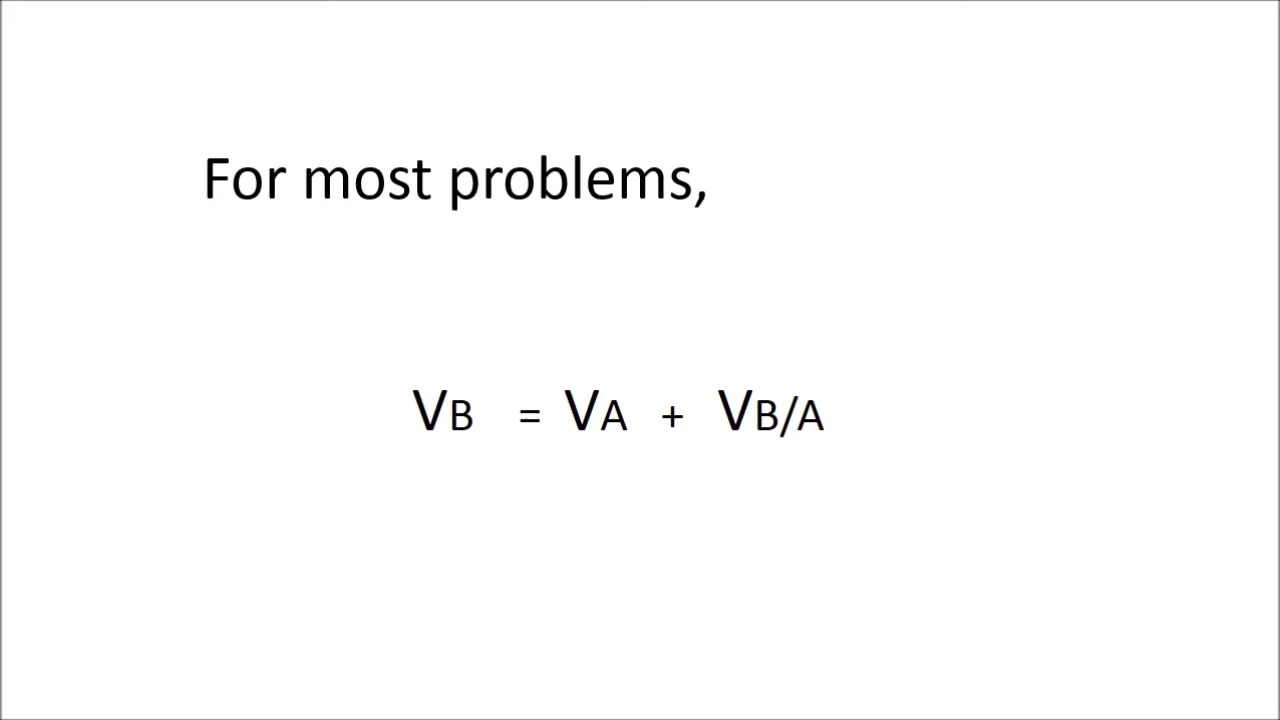 For most problems,
VB = VA + VB/A